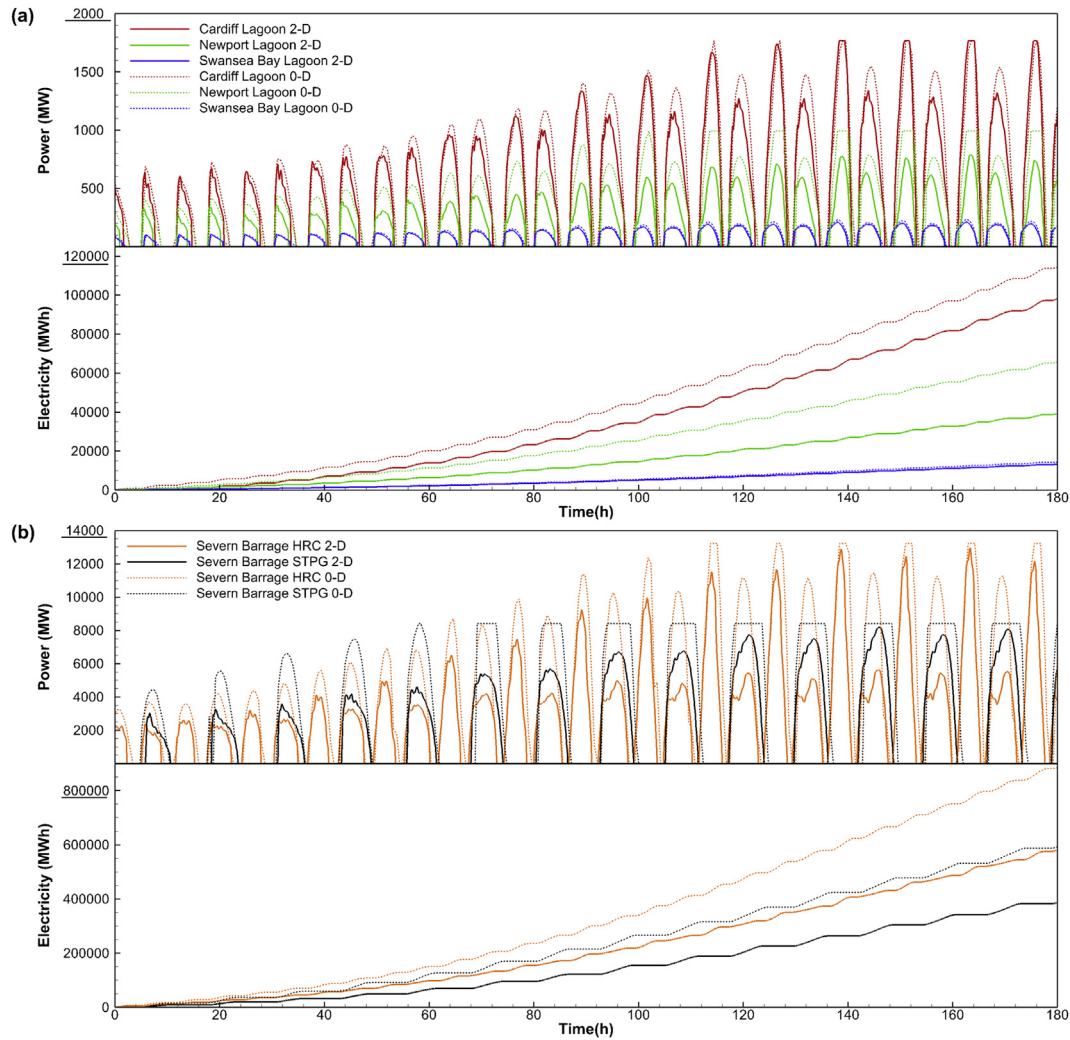 (a)
2000
1500
1000
500
Power (MW)
Cardiff Lagoon 2-D
Newport Lagoon 2-D
Swansea Bay Lagoon 2-D
Cardiff Lagoon 0-D
Newport Lagoon 0-D
Swansea Bay Lagoon 0-D
120000
100000
80000
60000
40000
20000
0
Electricity (MWh)
0 20 40 60 80 100 120 140 160 180
Time(h)
(b)
14000
12000
10000
8000
6000
4000
2000
Power (MW)
Severn Barrage HRC 2-D
Severn Barrage STPG 2-D
Severn Barrage HRC 0-D
Severn Barrage STPG 0-D
800000
600000
400000
200000
0
Electricity (MWh)
0 20 40 60 80 100 120 140 160 180
Time(h)